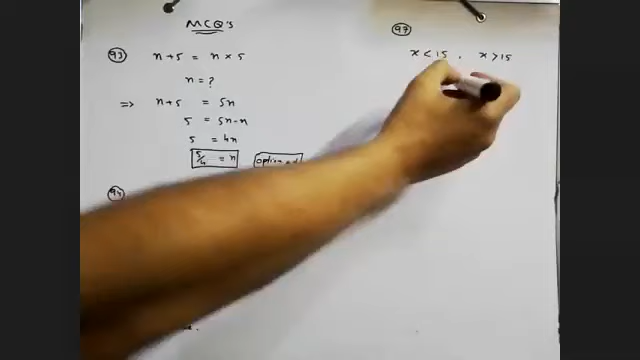 MCQ's
93 n+5 = n×5
n = ?
⇒ n+5 = 5n
5 = 5n-n
5 = 4n
5/4 = n option d
94
97
x < 15 , x > 15